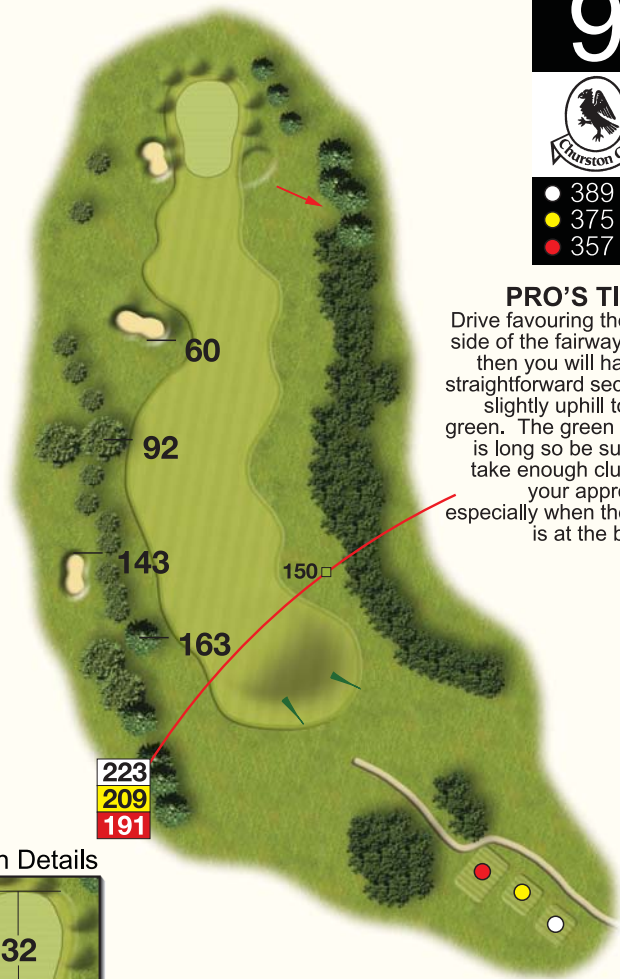 9
Churston G
389
375
357
PRO'S TI
Drive favouring the
side of the fairway
then you will ha
straightforward sec
slightly uphill to
green. The green
is long so be su
take enough clu
your appr
especially when the
is at the b
60
92
143
150
163
223
209
191
n Details
32